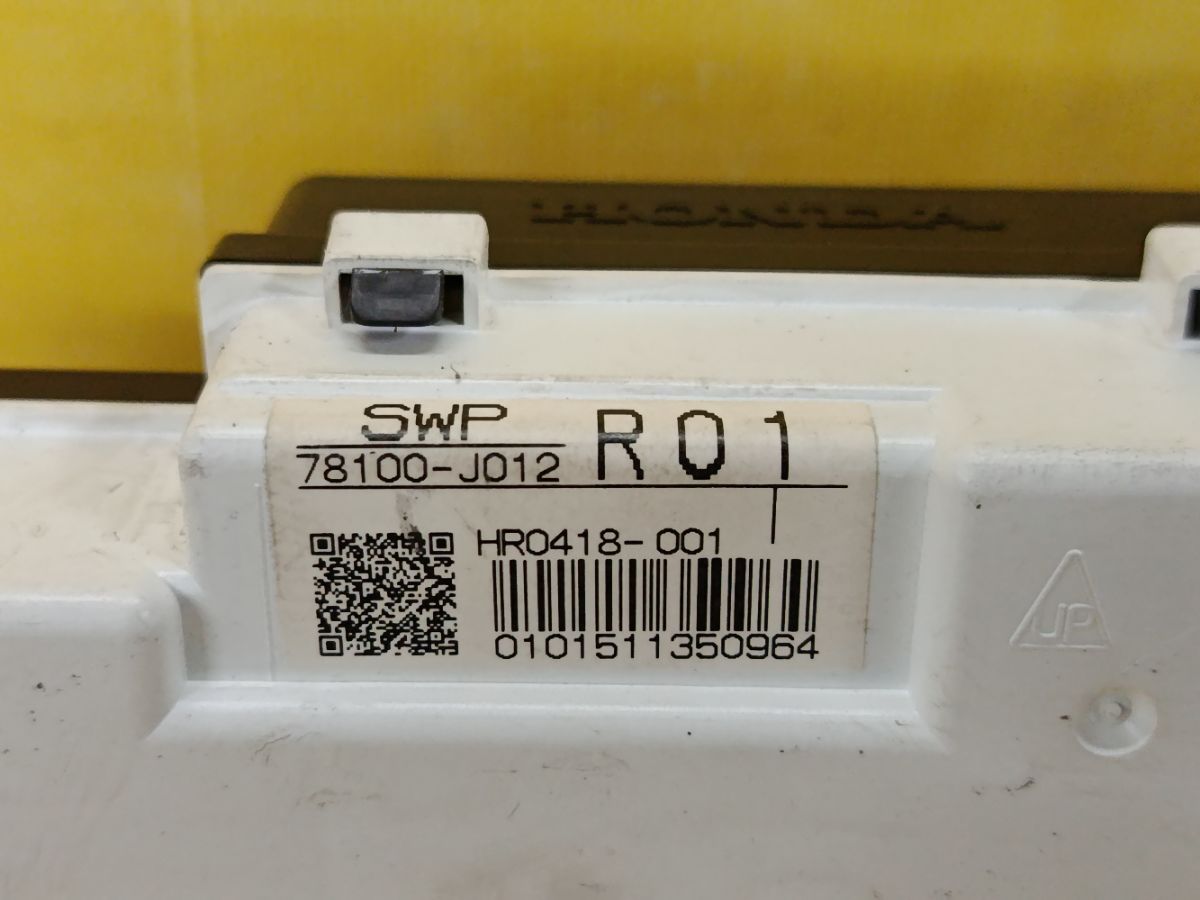 HONDA
SWP R01
78100-J012
HR0418-001
0101511350964
JP